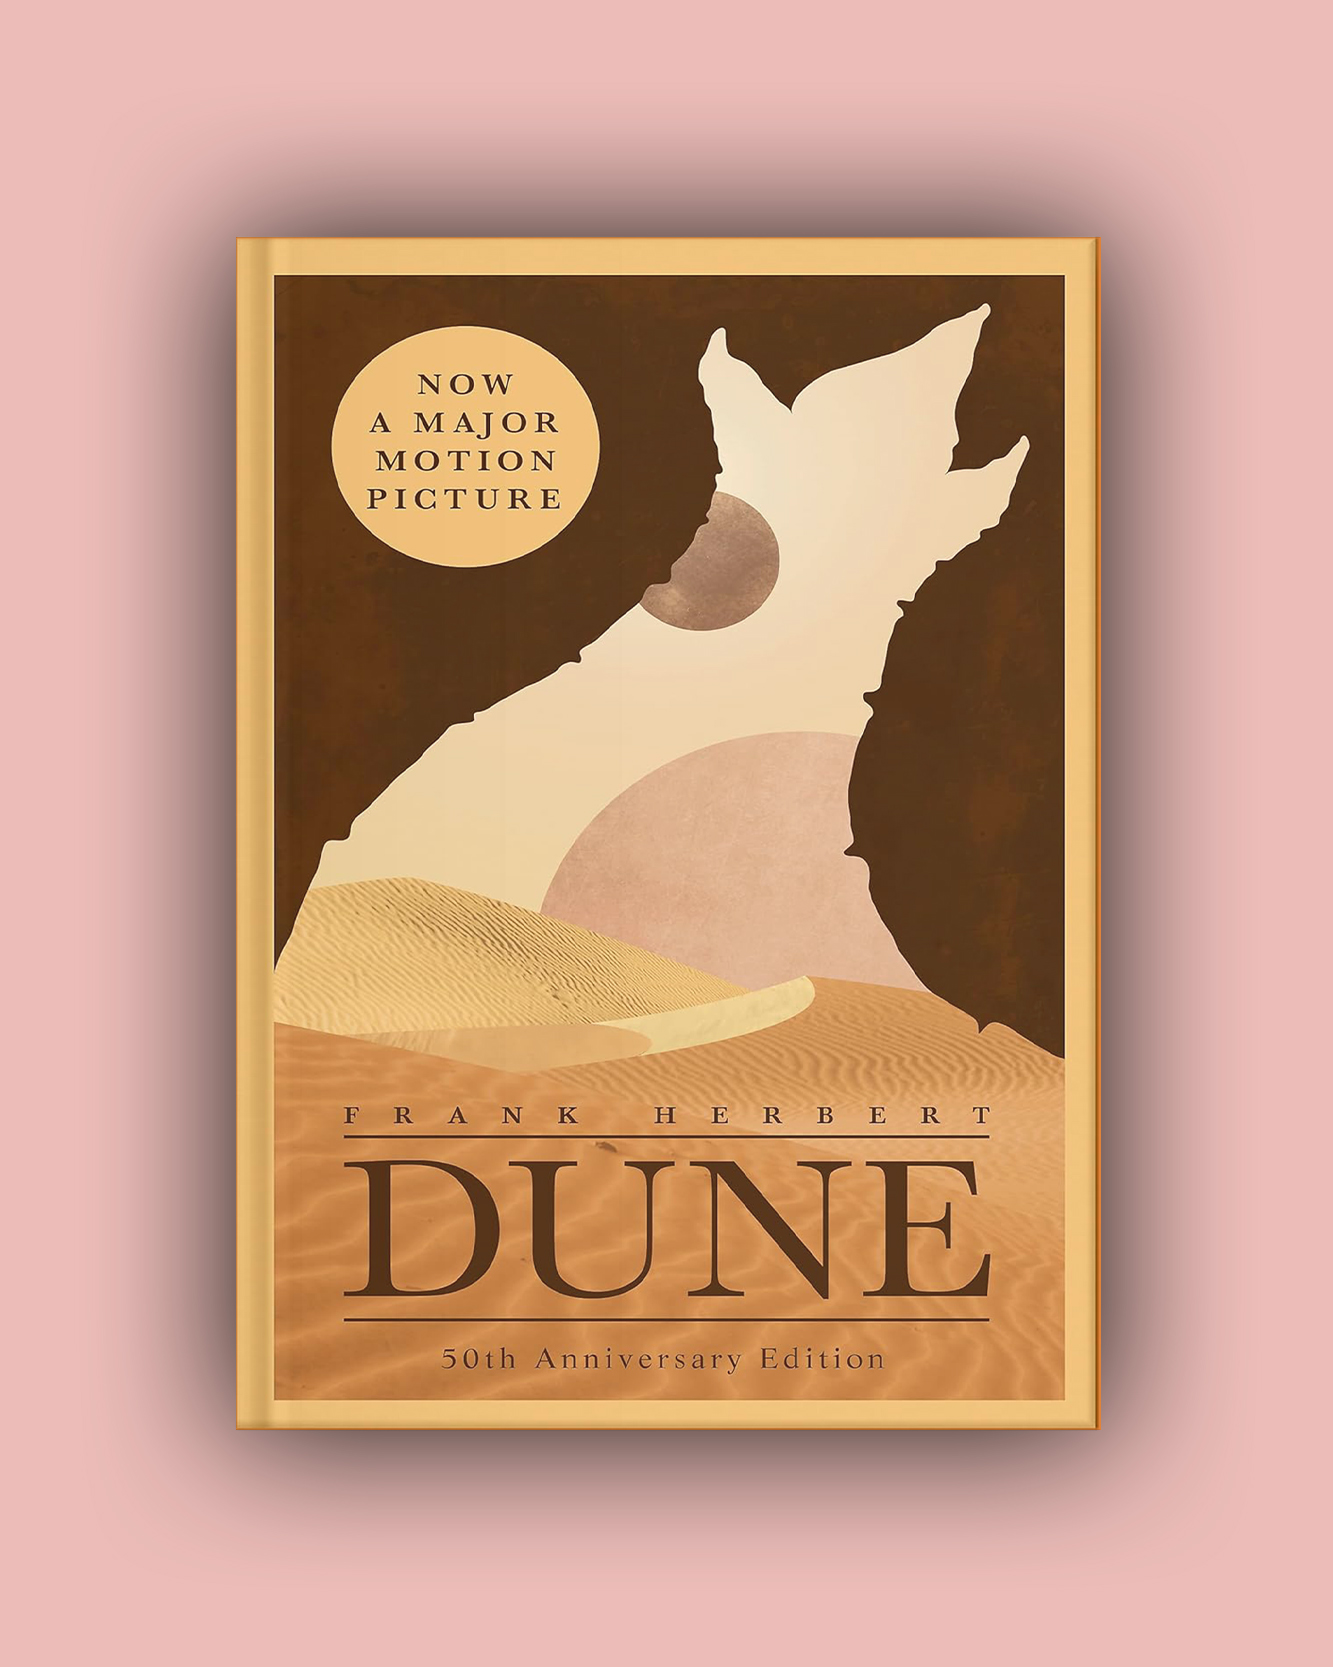 NOW
A MAJOR
MOTION
PICTURE
FRANK HERBERT
DUNE
50th Anniversary Edition